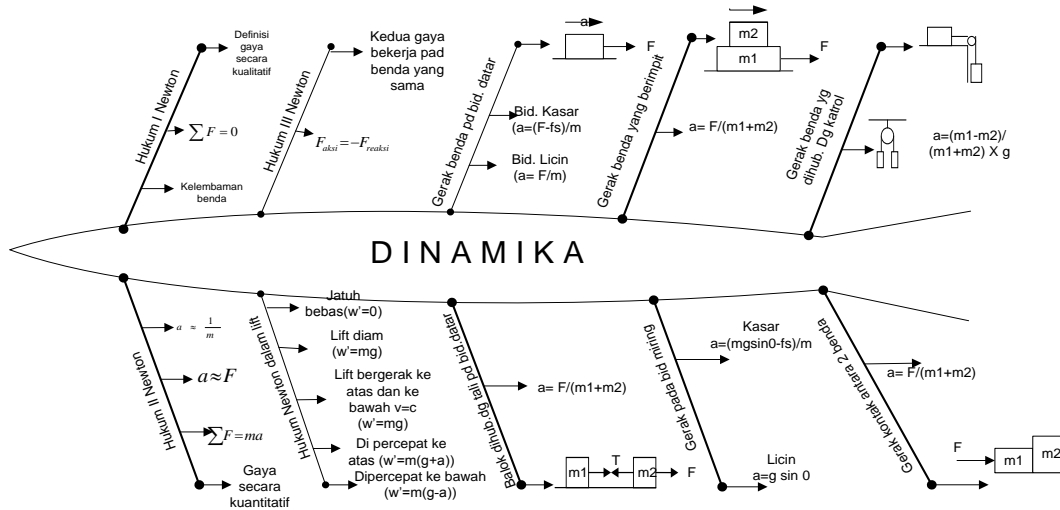 Definisi
gaya
secara
kualitatif
∑F = 0
Kelembaman
benda
Hukum I Newton
Kedua gaya
bekerja pad
benda yang
sama
F_aksi = −F_reaksi
Hukum III Newton
a
F
Bid. Kasar
(a=(F-fs)/m
Bid. Licin
(a= F/m)
Gerak benda pd bid. datar
m2
m1
F
a= F/(m1+m2)
Gerak benda yang berimpit
a=(m1-m2)/
(m1+m2) X g
Gerak benda yg
dihub. Dg katrol
DINAMIKA
a ≈ 1/m
a≈F
∑F = ma
Gaya
secara
kuantitatif
Hukum II Newton
Jatuh
bebas(w'=0)
Lift diam
(w'=mg)
Lift bergerak ke
atas dan ke
bawah v=c
(w'=mg)
Di percepat ke
atas (w'=m(g+a))
Dipercepat ke bawah
(w'=m(g-a))
Hukum Newton dalam lift
a= F/(m1+m2)
m1
T
m2
F
Balok dihub.dg tali pd bid.datar
Kasar
a=(mgsin0-fs)/m
Licin
a=g sin 0
Gerak pada bid miring
a= F/(m1+m2)
F
m1
m2
Gerak kontak antara 2 benda